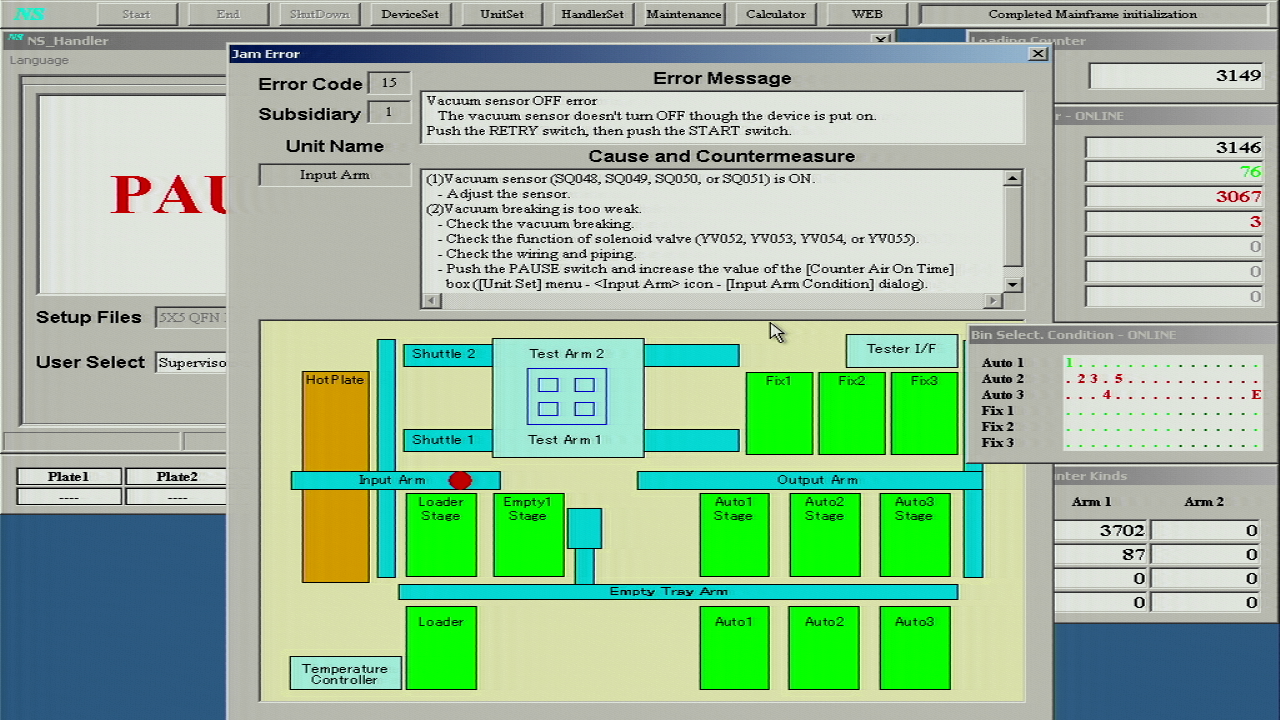 NS
Start
End
ShutDown
DeviceSet
UnitSet
HandlerSet
Maintenance
Calculator
WEB
Completed Mainframe initialization
NS NS_Handler
Language
PAU
Setup Files
5X5 QFN
User Select
Superviso
Plate1
Plate2
----
----
Jam Error
Error Code
15
Subsidiary
1
Unit Name
Input Arm
Error Message
Vacuum sensor OFF error
The vacuum sensor doesn't turn OFF though the device is put on.
Push the RETRY switch, then push the START switch.
Cause and Countermeasure
(1)Vacuum sensor (SQ048, SQ049, SQ050, or SQ051) is ON.
- Adjust the sensor.
(2)Vacuum breaking is too weak.
- Check the vacuum breaking.
- Check the function of solenoid valve (YV052, YV053, YV054, or YV055).
- Check the wiring and piping.
- Push the PAUSE switch and increase the value of the [Counter Air On Time]
box ([Unit Set] menu - <Input Arm> icon - [Input Arm Condition] dialog).
Shuttle 2
Test Arm 2
Tester I/F
HotPlate
Fix1
Fix2
Fix3
Shuttle 1
Test Arm 1
Input Arm
Output Arm
Loader
Stage
Empty1
Stage
Auto1
Stage
Auto2
Stage
Auto3
Stage
Empty Tray Arm
Loader
Auto1
Auto2
Auto3
Temperature
Controller
Loading Counter
3149
r - ONLINE
3146
76
3067
3
0
0
0
Bin Select. Condition - ONLINE
Auto 1 1 . . . . . . . . . . . . . . .
Auto 2 . 2 3 . 5 . . . . . . . . . . .
Auto 3 . . . 4 . . . . . . . . . . . E
Fix 1 . . . . . . . . . . . . . . . .
Fix 2 . . . . . . . . . . . . . . . .
Fix 3 . . . . . . . . . . . . . . . .
nter Kinds
Arm 1
Arm 2
3702
0
87
0
0
0
0
0